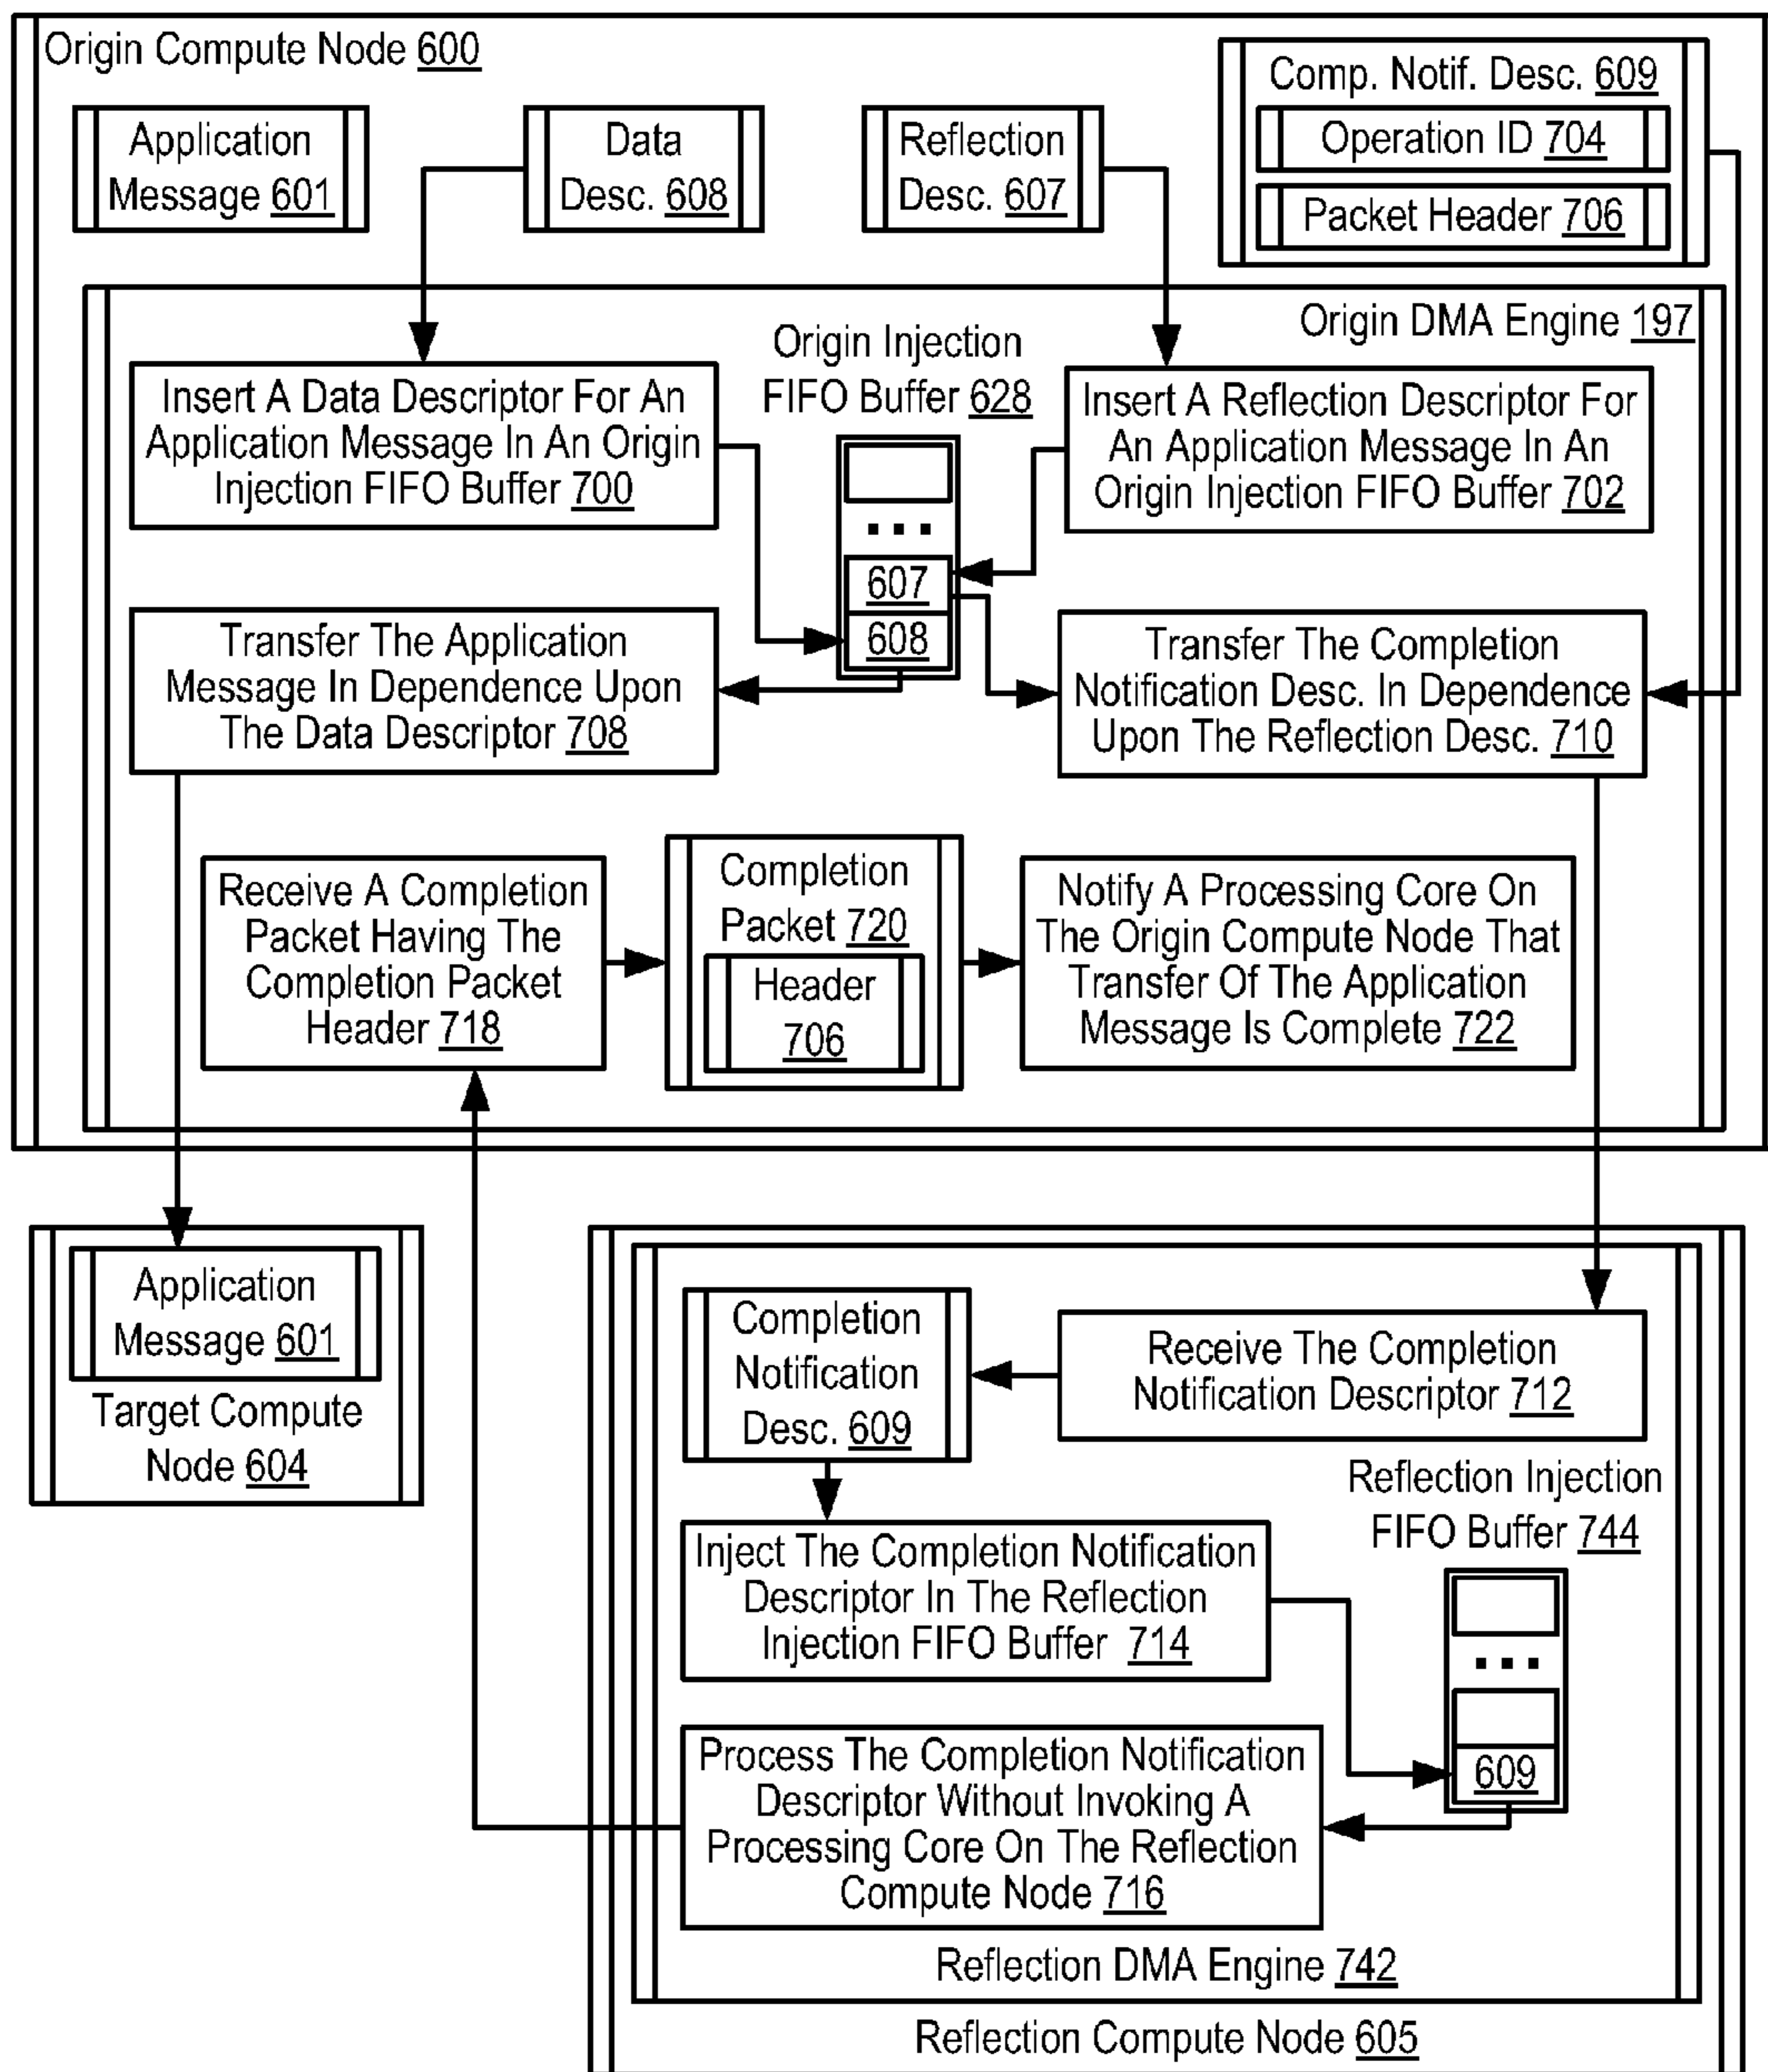 Origin Compute Node 600
Application
Message 601
Data
Desc. 608
Reflection
Desc. 607
Comp. Notif. Desc. 609
Operation ID 704
Packet Header 706
Origin DMA Engine 197
Insert A Data Descriptor For An
Application Message In An Origin
Injection FIFO Buffer 700
Origin Injection
FIFO Buffer 628
...
607
608
Insert A Reflection Descriptor For
An Application Message In An
Origin Injection FIFO Buffer 702
Transfer The Application
Message In Dependence Upon
The Data Descriptor 708
Transfer The Completion
Notification Desc. In Dependence
Upon The Reflection Desc. 710
Receive A Completion
Packet Having The
Completion Packet
Header 718
Completion
Packet 720
Header
706
Notify A Processing Core On
The Origin Compute Node That
Transfer Of The Application
Message Is Complete 722
Application
Message 601
Target Compute
Node 604
Completion
Notification
Desc. 609
Receive The Completion
Notification Descriptor 712
Reflection Injection
FIFO Buffer 744
...
609
Inject The Completion Notification
Descriptor In The Reflection
Injection FIFO Buffer 714
Process The Completion Notification
Descriptor Without Invoking A
Processing Core On The Reflection
Compute Node 716
Reflection DMA Engine 742
Reflection Compute Node 605